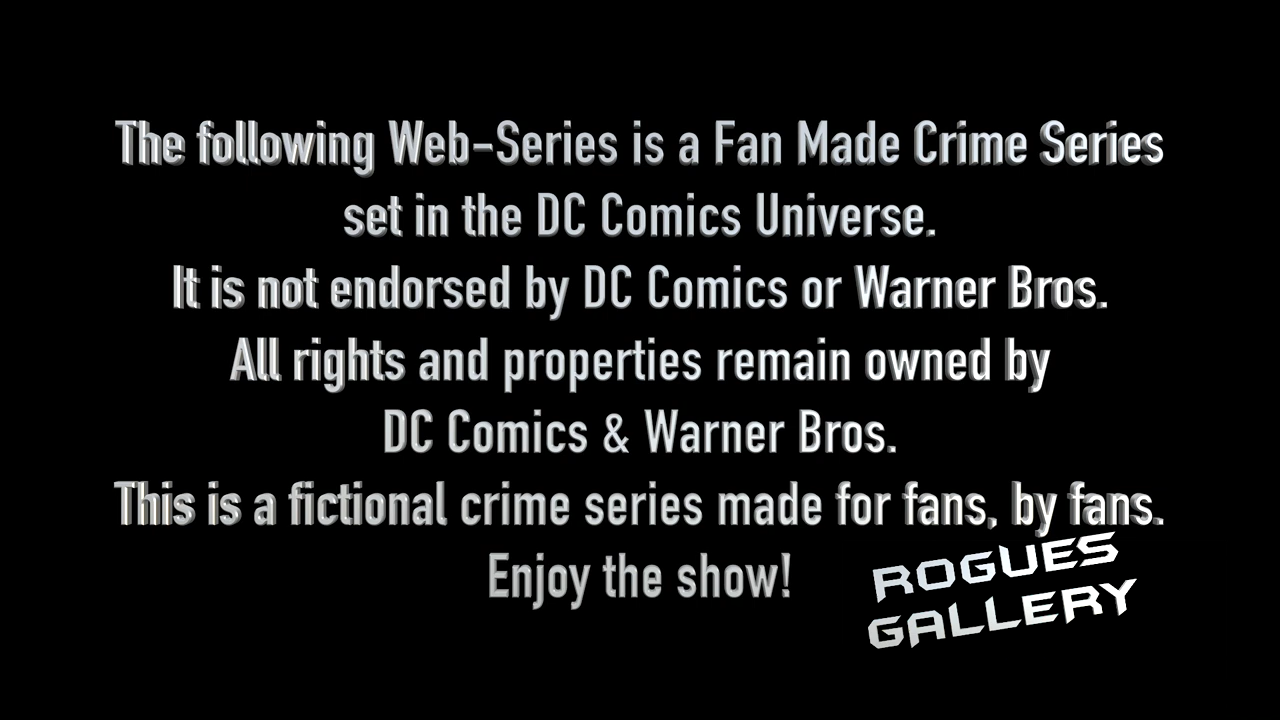 The following Web-Series is a Fan Made Crime Series
set in the DC Comics Universe.
It is not endorsed by DC Comics or Warner Bros.
All rights and properties remain owned by
DC Comics & Warner Bros.
This is a fictional crime series made for fans, by fans.
Enjoy the show!
ROGUES
GALLERY